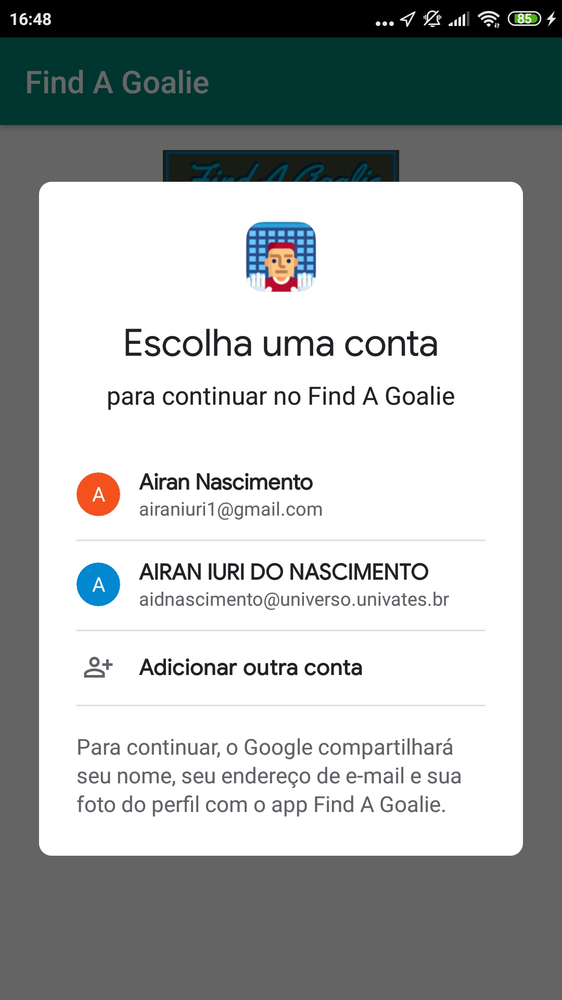 16:48
85
Find A Goalie
Find A Goalie
Escolha uma conta
para continuar no Find A Goalie
A
Airan Nascimento
airaniuri1@gmail.com
A
AIRAN IURI DO NASCIMENTO
aidnascimento@universo.univates.br
Adicionar outra conta
Para continuar, o Google compartilhará
seu nome, seu endereço de e-mail e sua
foto do perfil com o app Find A Goalie.